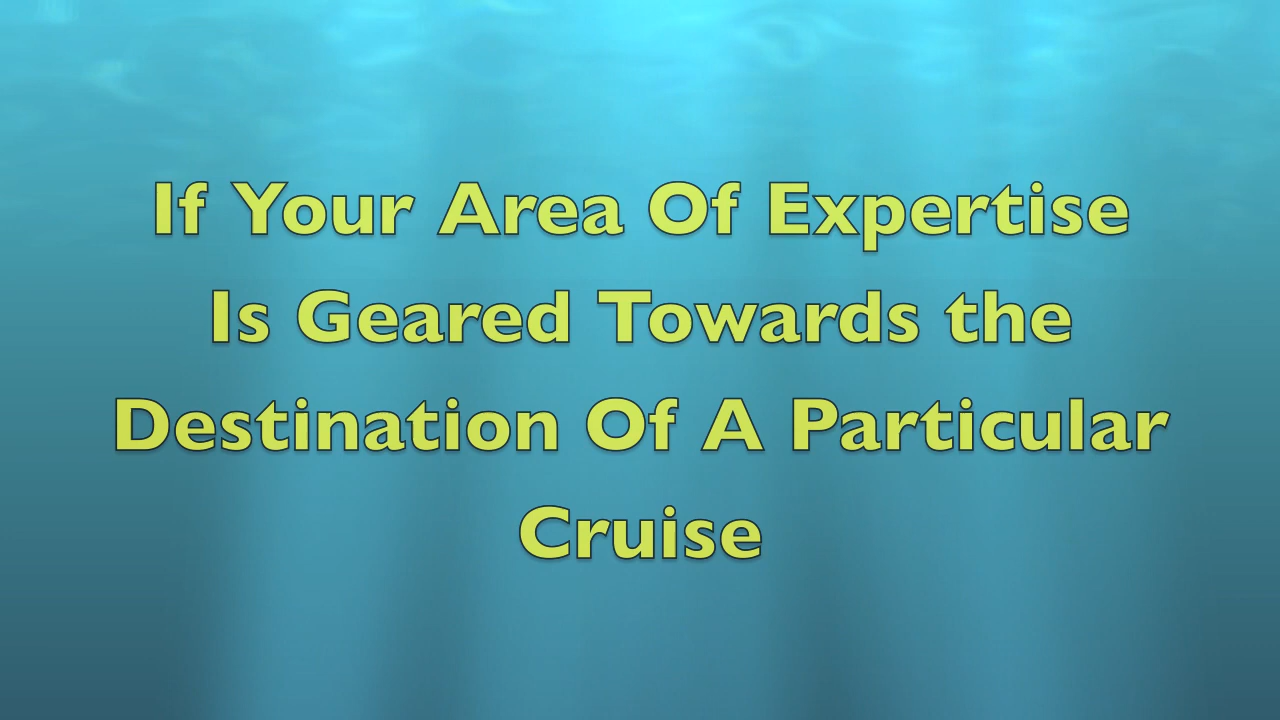 If Your Area Of Expertise
Is Geared Towards the
Destination Of A Particular
Cruise